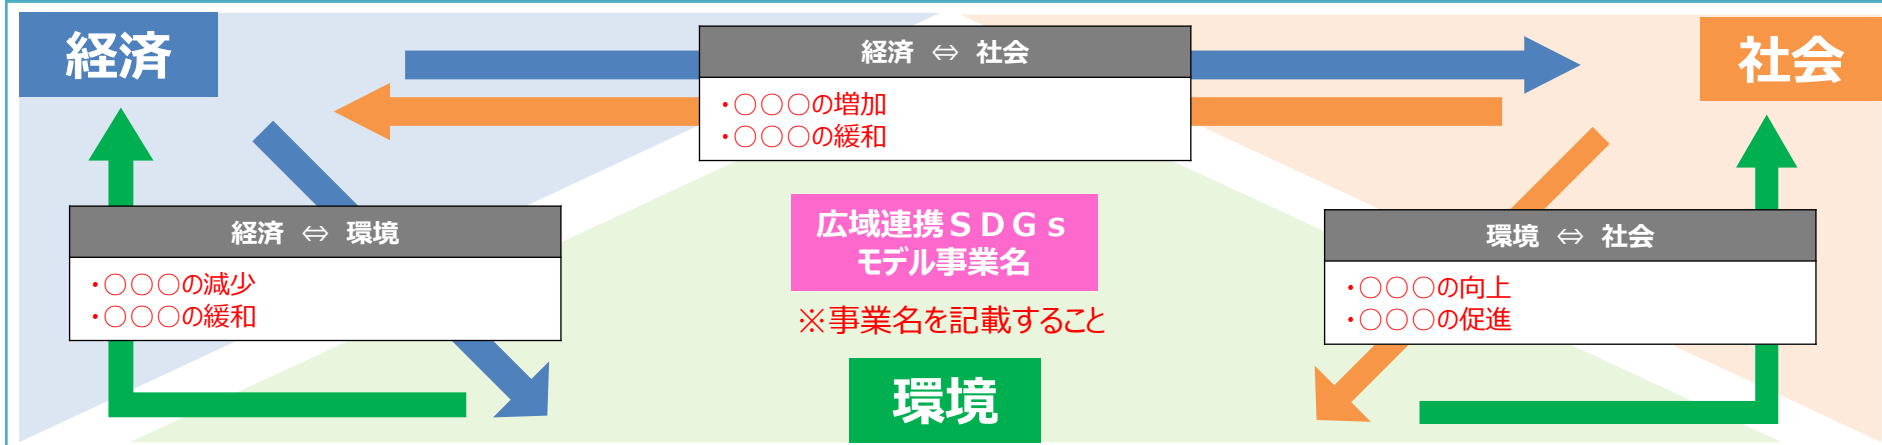 経済
経済 ⇔ 社会
社会
・○○○の増加
・○○○の緩和
経済 ⇔ 環境
・○○○の減少
・○○○の緩和
広域連携ＳＤＧｓ
モデル事業名
※事業名を記載すること
環境 ⇔ 社会
・○○○の向上
・○○○の促進
環境